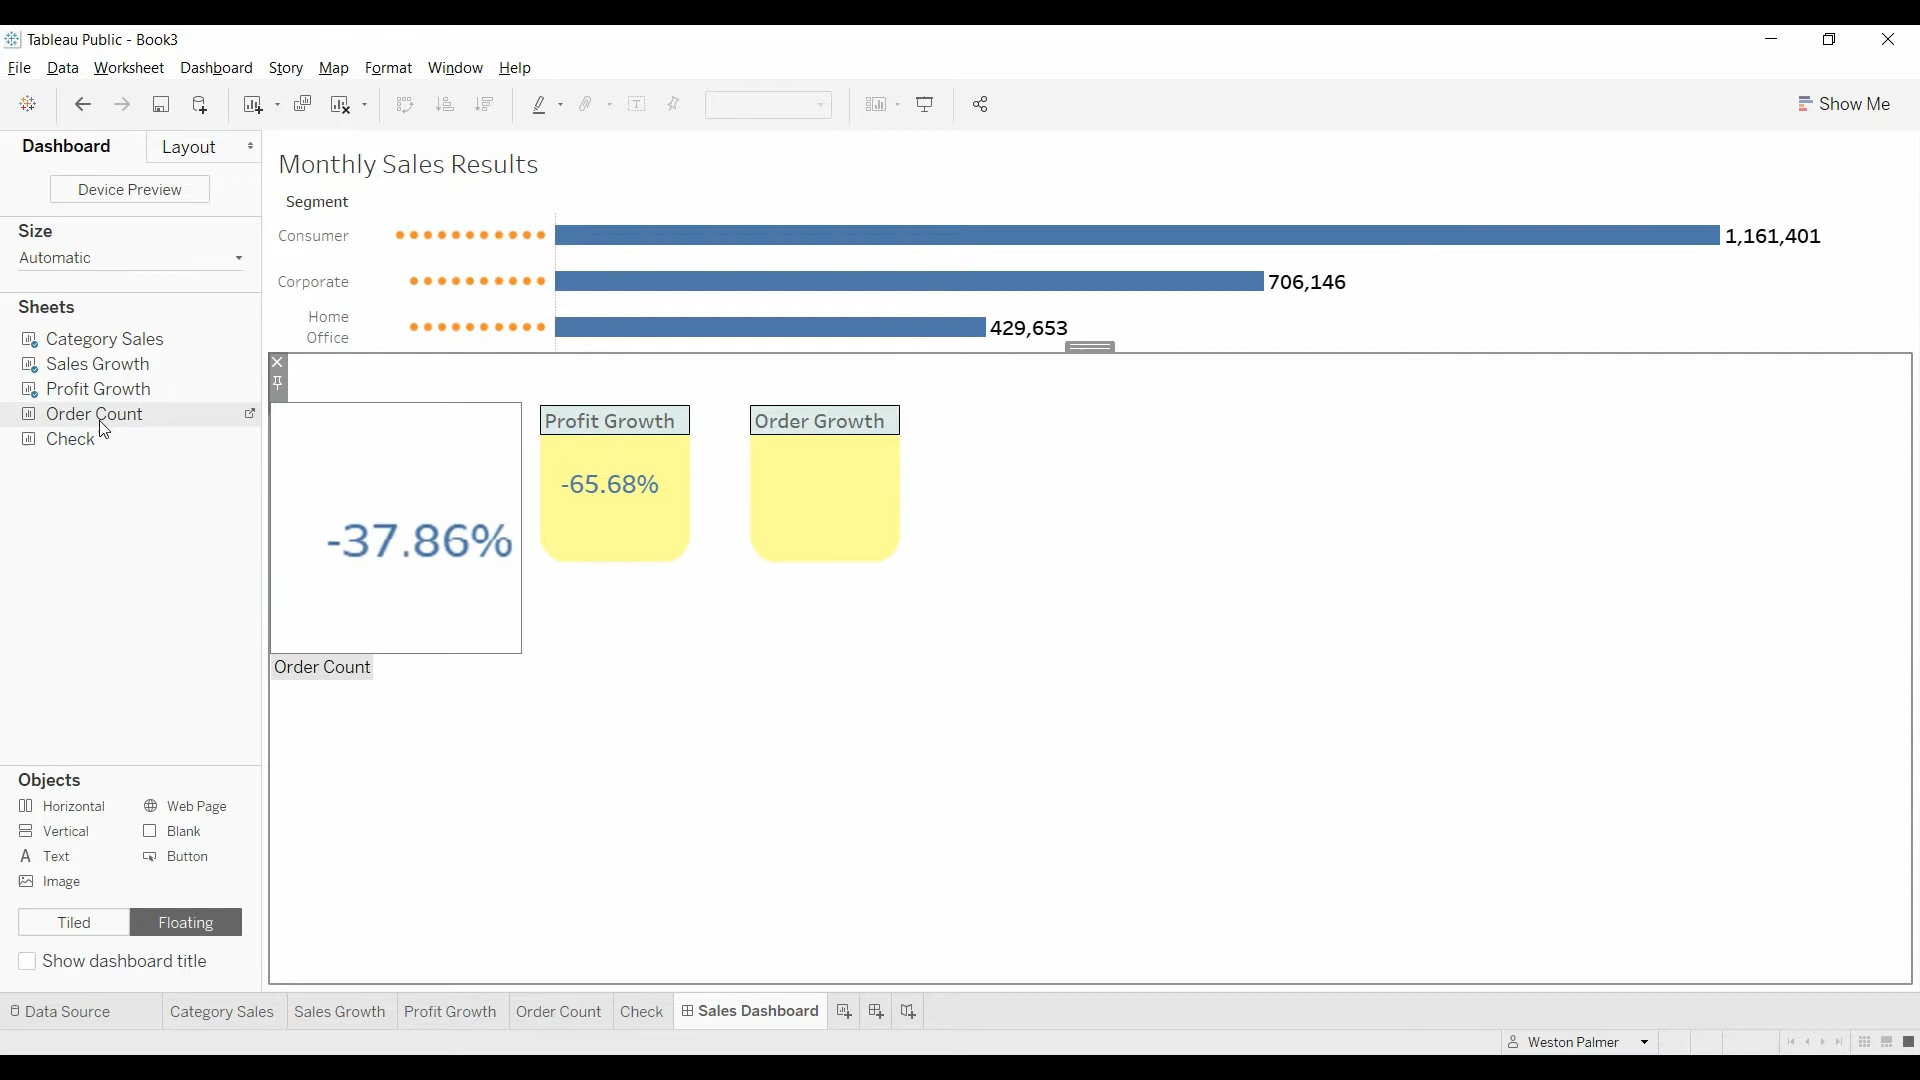 Tableau Public - Book3
File Data Worksheet Dashboard Story Map Format Window Help
Show Me
Dashboard Layout
Device Preview
Size
Automatic
Sheets
Category Sales
Sales Growth
Profit Growth
Order Count
Check
Monthly Sales Results
Segment
Consumer 1,161,401
Corporate 706,146
Home
Office
429,653
Profit Growth Order Growth
-65.68%
-37.86%
Order Count
Objects
Horizontal Web Page
Vertical Blank
A Text Button
Image
Tiled Floating
Show dashboard title
Data Source Category Sales Sales Growth Profit Growth Order Count Check Sales Dashboard
Weston Palmer